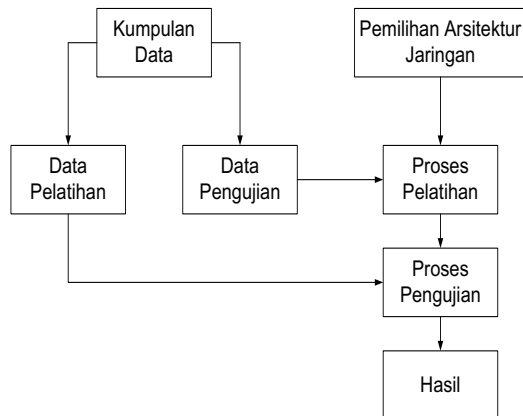 Kumpulan
Data
Pemilihan Arsitektur
Jaringan
Data
Pelatihan
Data
Pengujian
Proses
Pelatihan
Proses
Pengujian
Hasil